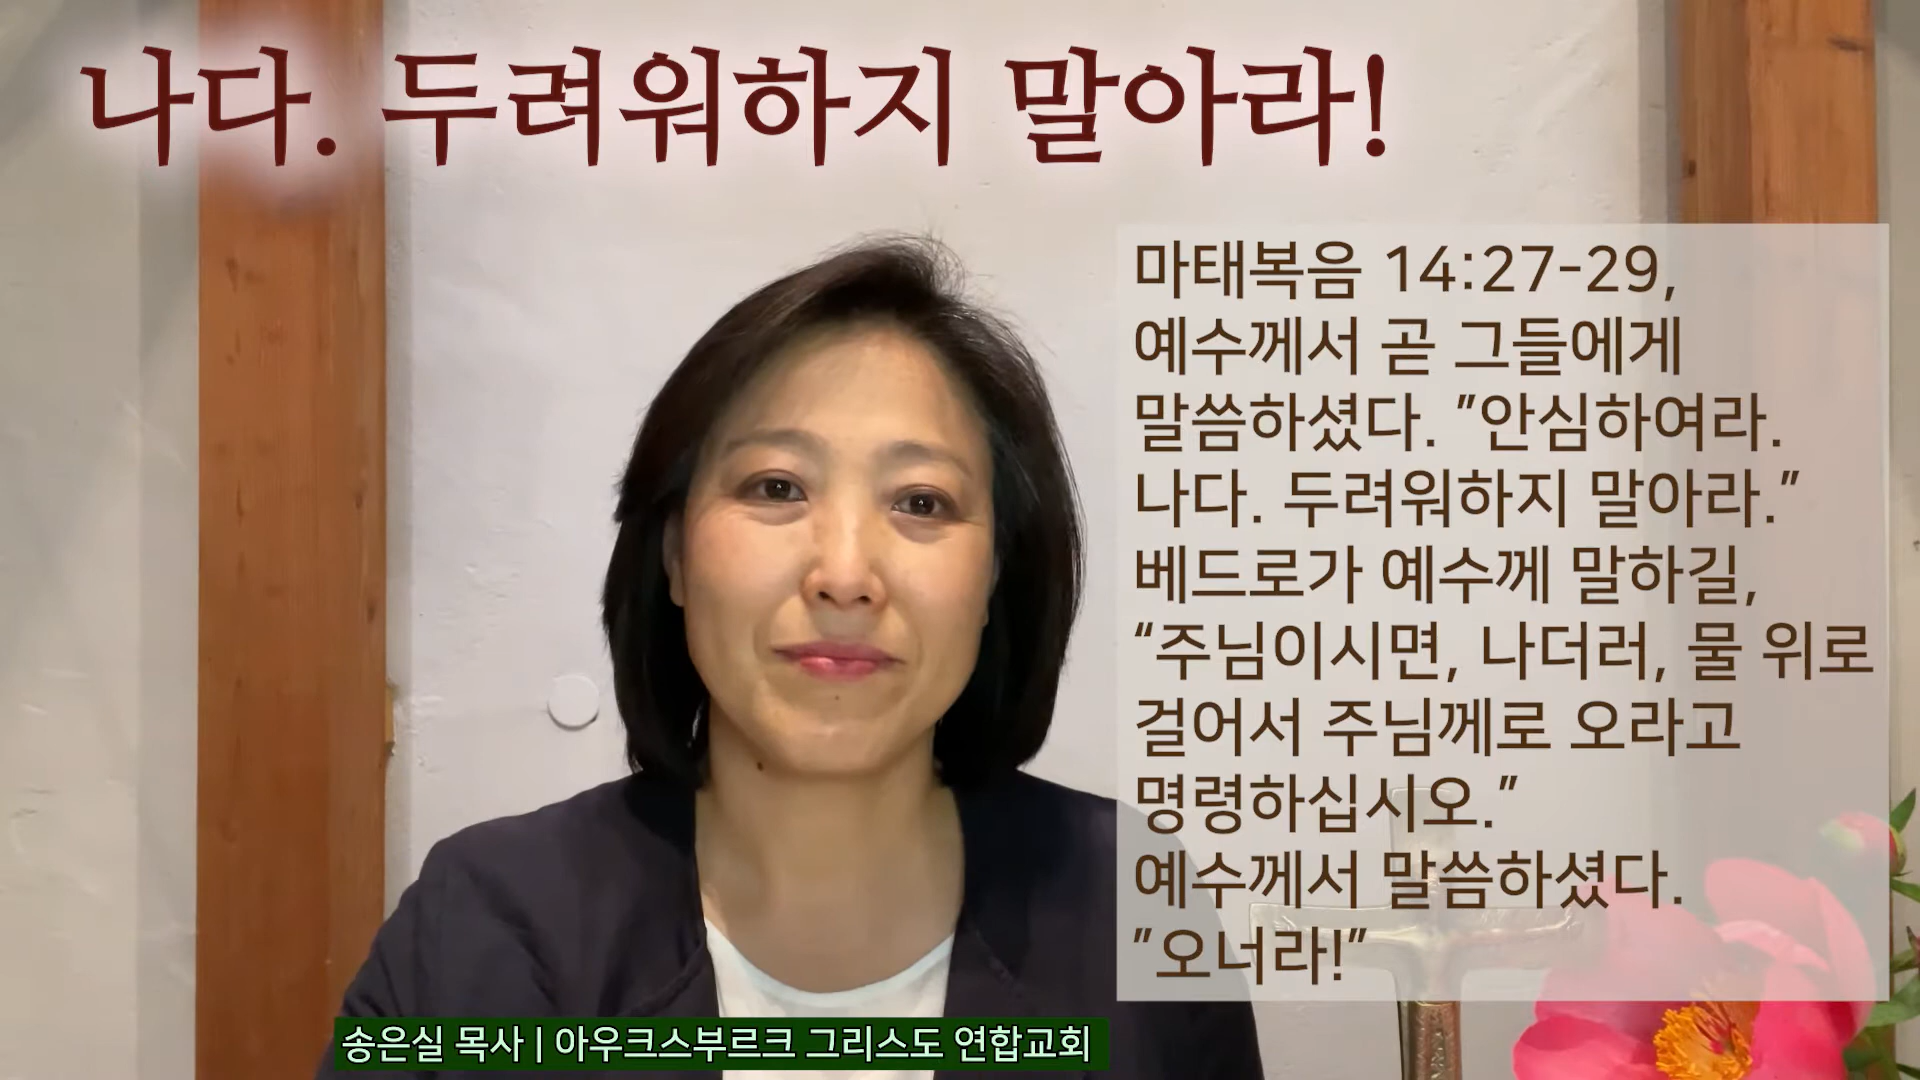 나다. 두려워하지 말아라!
마태복음 14:27-29,
예수께서 곧 그들에게
말씀하셨다. "안심하여라.
나다. 두려워하지 말아라."
베드로가 예수께 말하길,
“주님이시면, 나더러, 물 위로
걸어서 주님께로 오라고
명령하십시오."
예수께서 말씀하셨다.
"오너라!"
송은실 목사 | 아우크스부르크 그리스도 연합교회